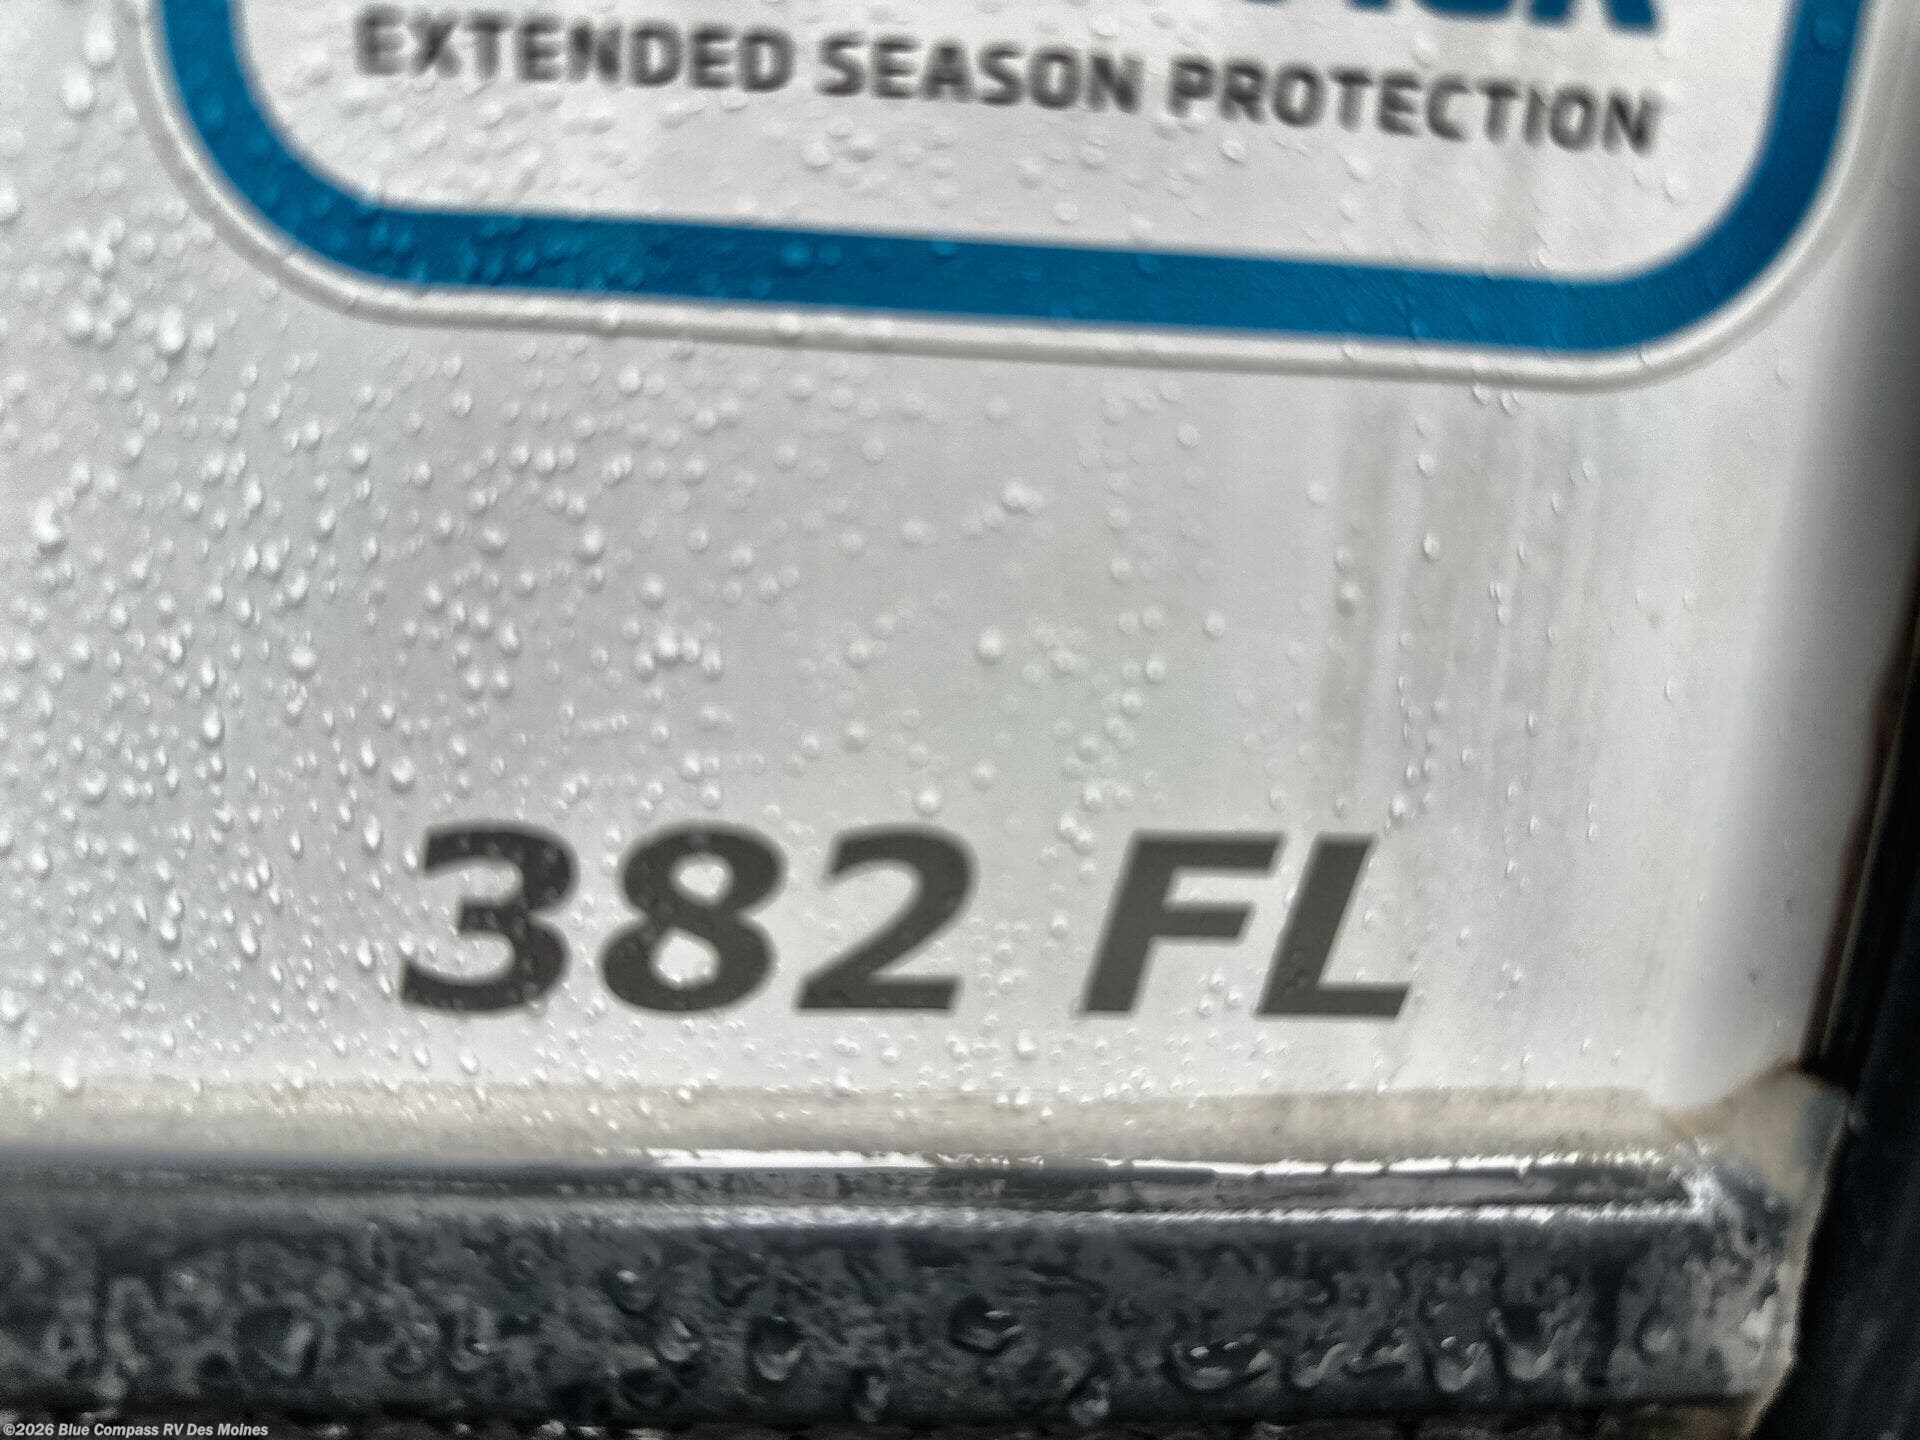 EXTENDED SEASON PROTECTION
382 FL
©2026 Blue Compass RV Des Moines